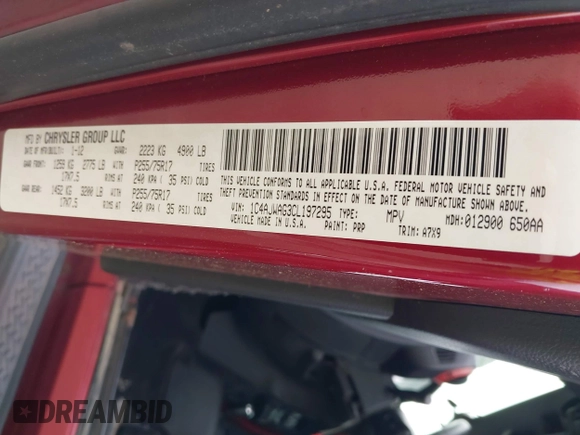 MFD BY CHRYSLER GROUP LLC
DATE OF MFR/BUILT: 1-12 GVWR: 2223 KG 4900 LB
GAWR FRONT: 1259 KG 2775 LB WITH P255/75R17 TIRES
17X7.5 RIMS AT 240 KPA ( 35 PSI) COLD
GAWR REAR: 1452 KG 3200 LB WITH P255/75R17 TIRES
17X7.5 RIMS AT 240 KPA ( 35 PSI) COLD
THIS VEHICLE CONFORMS TO ALL APPLICABLE U.S.A. FEDERAL MOTOR VEHICLE SAFETY AND
THEFT PREVENTION STANDARDS IN EFFECT ON THE DATE OF MANUFACTURE SHOWN ABOVE.
VIN: 1C4AJWAG3CL197295 TYPE: MPV MDH: 012900 650AA
VEHICLE MADE IN U.S.A. PAINT: PRP TRIM: A7X9
DREAMBID